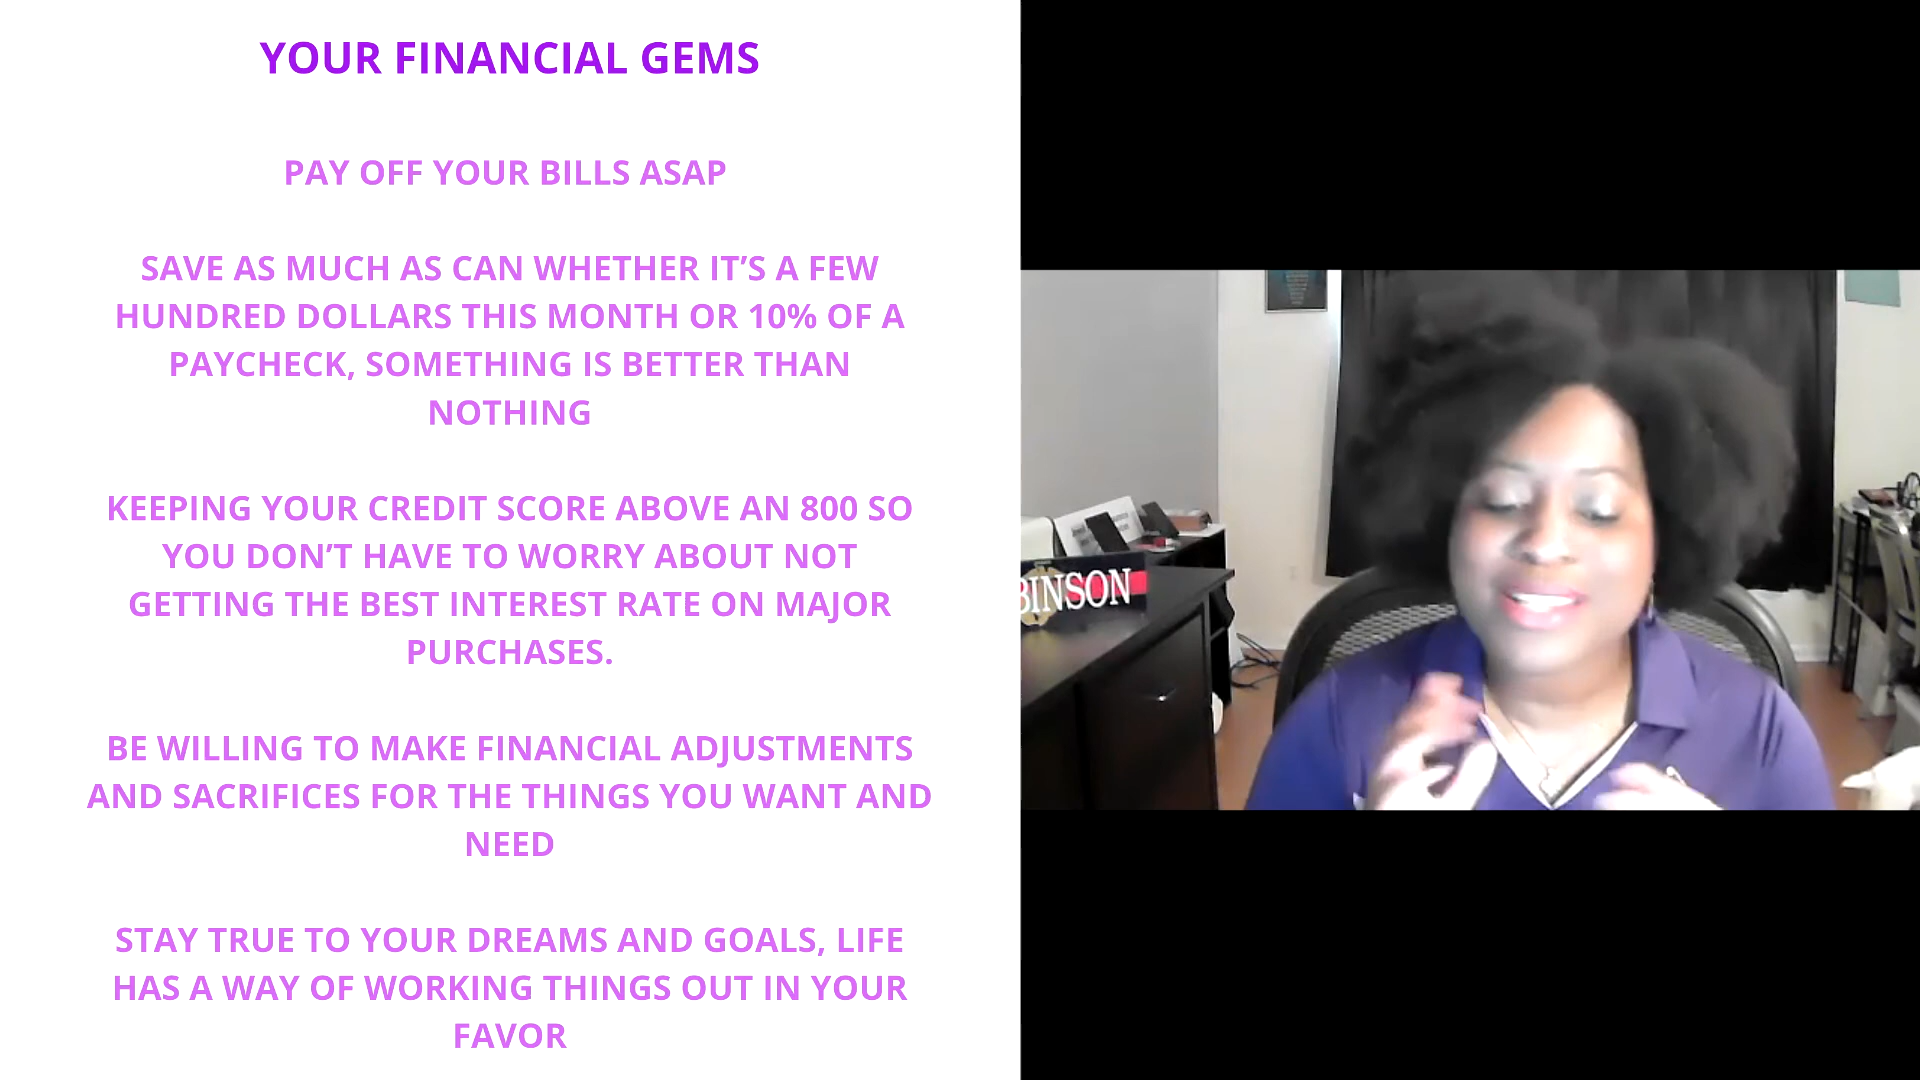 YOUR FINANCIAL GEMS
PAY OFF YOUR BILLS ASAP
SAVE AS MUCH AS CAN WHETHER IT’S A FEW
HUNDRED DOLLARS THIS MONTH OR 10% OF A
PAYCHECK, SOMETHING IS BETTER THAN
NOTHING
KEEPING YOUR CREDIT SCORE ABOVE AN 800 SO
YOU DON’T HAVE TO WORRY ABOUT NOT
GETTING THE BEST INTEREST RATE ON MAJOR
PURCHASES.
BE WILLING TO MAKE FINANCIAL ADJUSTMENTS
AND SACRIFICES FOR THE THINGS YOU WANT AND
NEED
STAY TRUE TO YOUR DREAMS AND GOALS, LIFE
HAS A WAY OF WORKING THINGS OUT IN YOUR
FAVOR
BINSON